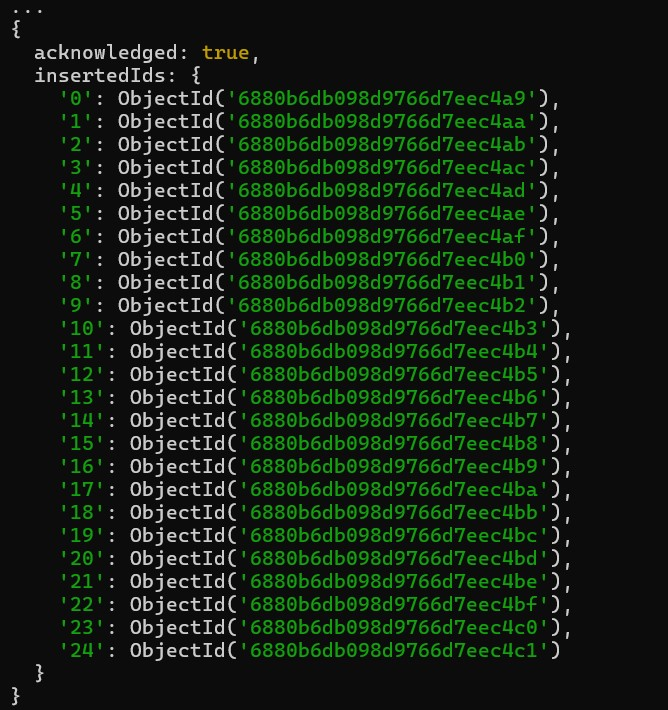 ...
{
  acknowledged: true,
  insertedIds: {
    '0': ObjectId('6880b6db098d9766d7eec4a9'),
    '1': ObjectId('6880b6db098d9766d7eec4aa'),
    '2': ObjectId('6880b6db098d9766d7eec4ab'),
    '3': ObjectId('6880b6db098d9766d7eec4ac'),
    '4': ObjectId('6880b6db098d9766d7eec4ad'),
    '5': ObjectId('6880b6db098d9766d7eec4ae'),
    '6': ObjectId('6880b6db098d9766d7eec4af'),
    '7': ObjectId('6880b6db098d9766d7eec4b0'),
    '8': ObjectId('6880b6db098d9766d7eec4b1'),
    '9': ObjectId('6880b6db098d9766d7eec4b2'),
    '10': ObjectId('6880b6db098d9766d7eec4b3'),
    '11': ObjectId('6880b6db098d9766d7eec4b4'),
    '12': ObjectId('6880b6db098d9766d7eec4b5'),
    '13': ObjectId('6880b6db098d9766d7eec4b6'),
    '14': ObjectId('6880b6db098d9766d7eec4b7'),
    '15': ObjectId('6880b6db098d9766d7eec4b8'),
    '16': ObjectId('6880b6db098d9766d7eec4b9'),
    '17': ObjectId('6880b6db098d9766d7eec4ba'),
    '18': ObjectId('6880b6db098d9766d7eec4bb'),
    '19': ObjectId('6880b6db098d9766d7eec4bc'),
    '20': ObjectId('6880b6db098d9766d7eec4bd'),
    '21': ObjectId('6880b6db098d9766d7eec4be'),
    '22': ObjectId('6880b6db098d9766d7eec4bf'),
    '23': ObjectId('6880b6db098d9766d7eec4c0'),
    '24': ObjectId('6880b6db098d9766d7eec4c1')
  }
}